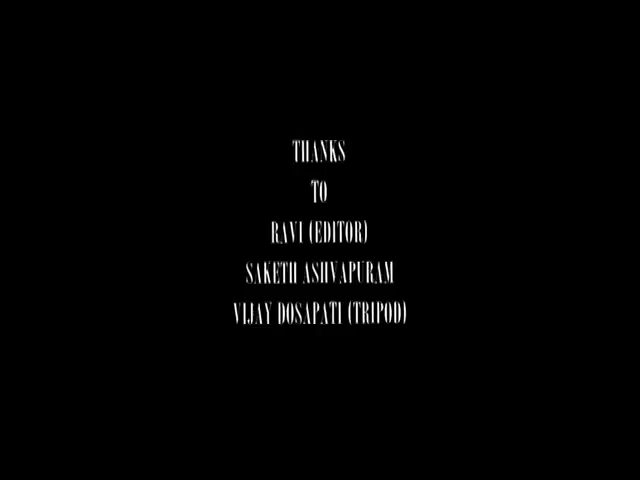 THANKS
TO
RAVI (EDITOR)
SAKETH ASHVAPURAM
VIJAY DOSAPATI (TRIPOD)